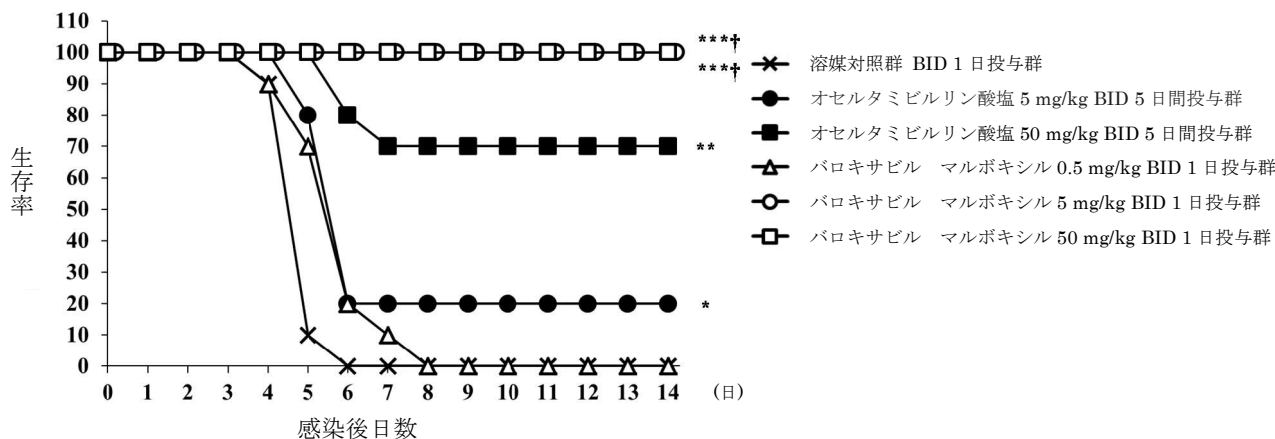 110
100
90
80
70
60
50
40
30
20
10
0
生存率
0 1 2 3 4 5 6 7 8 9 10 11 12 13 14 (日)
感染後日数
***†
***†
**
*
溶媒対照群 BID 1 日投与群
オセルタミビルリン酸塩 5 mg/kg BID 5 日間投与群
オセルタミビルリン酸塩 50 mg/kg BID 5 日間投与群
バロキサビル マルボキシル 0.5 mg/kg BID 1 日投与群
バロキサビル マルボキシル 5 mg/kg BID 1 日投与群
バロキサビル マルボキシル 50 mg/kg BID 1 日投与群